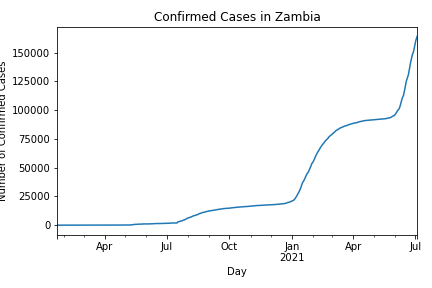 Confirmed Cases in Zambia
Number of Confirmed Cases
150000
125000
100000
75000
50000
25000
0
Apr
Jul
Oct
Jan
2021
Apr
Jul
Day